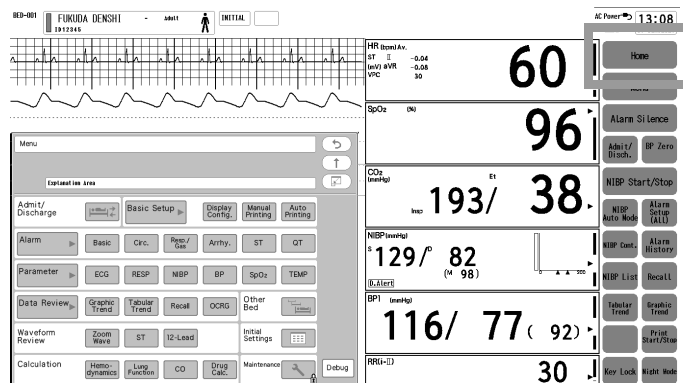 BED-001
FUKUDA DENSHI - Adult
ID12345
INITIAL
AC Power
13:08
Home
HR (bpm) Av.
ST II -0.04
(mV) aVR -0.08
VPC 30
60
SpO2 (%)
96
Alarm Silence
Admit/
Disch.
BP Zero
Menu
Explanation Area
CO2
(mmHg)
Et
Insp 193/ 38
NIBP Start/Stop
NIBP
Auto Mode
Alarm
Setup
(ALL)
Admit/
Discharge
Basic Setup
Display
Config.
Manual
Printing
Auto
Printing
Alarm
Basic
Circ.
Resp./
Gas
Arrhy.
ST
QT
NIBP (mmHg)
S 129/ D 82
(M 98)
D.Alert
0
200
NIBP Cont.
Alarm
History
NIBP List
Recall
Parameter
ECG
RESP
NIBP
BP
SpO2
TEMP
Data Review
Graphic
Trend
Tabular
Trend
Recall
OCRG
Other
Bed
BP1 (mmHg)
116/ 77 ( 92)
Tabular
Trend
Graphic
Trend
Print
Start/Stop
Waveform
Review
Zoom
Wave
ST
12-Lead
Initial
Settings
Calculation
Hemo-
dynamics
Lung
Function
CO
Drug
Calc.
Maintenance
Debug
RR(i-II)
30
Key Lock
Night Mode